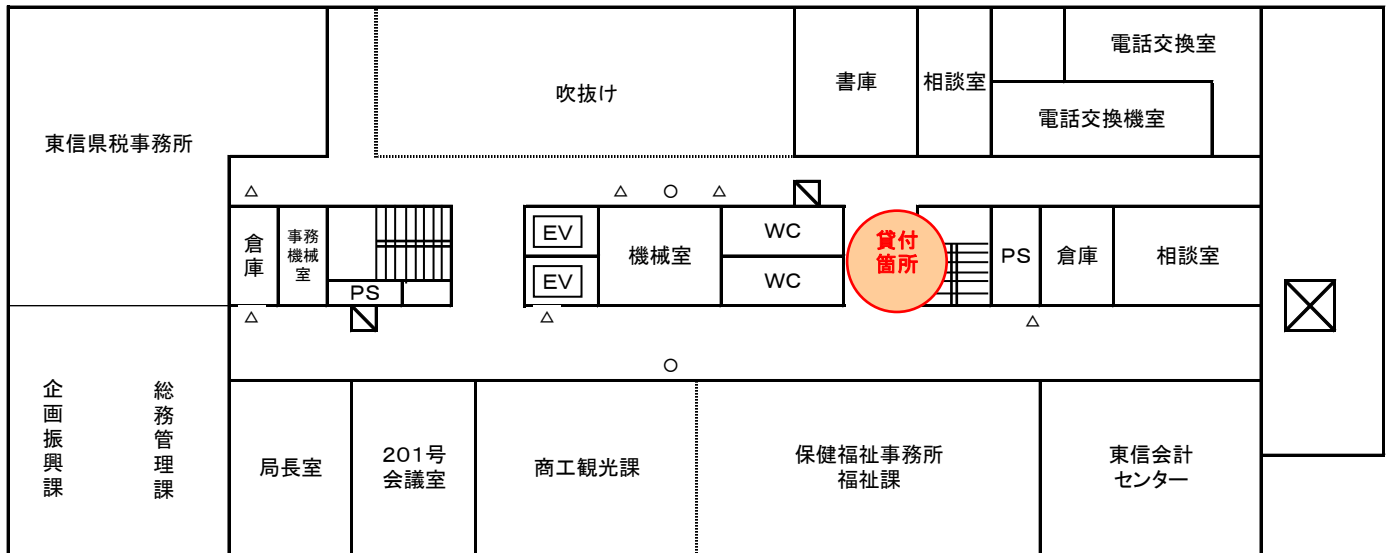 東信県税事務所
吹抜け
書庫
相談室
電話交換室
電話交換機室
倉庫
事務
機械
室
PS
EV
EV
機械室
WC
WC
貸付
箇所
PS
倉庫
相談室
企画振興課
総務管理課
局長室
201号
会議室
商工観光課
保健福祉事務所
福祉課
東信会計
センター